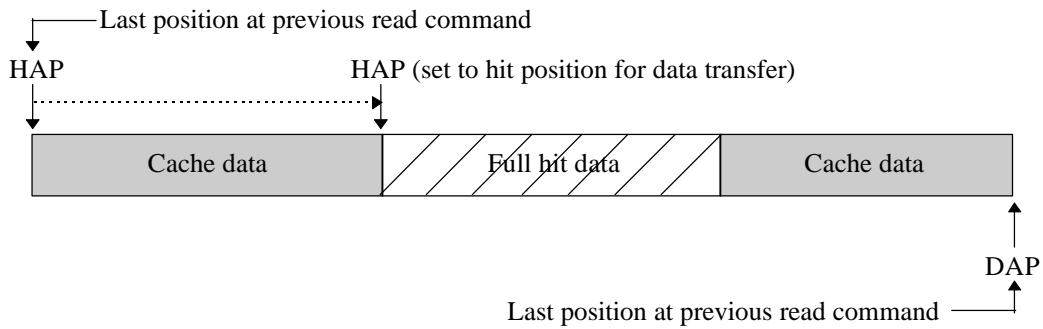 Last position at previous read command
HAP HAP (set to hit position for data transfer)
Cache data Full hit data Cache data
DAP
Last position at previous read command